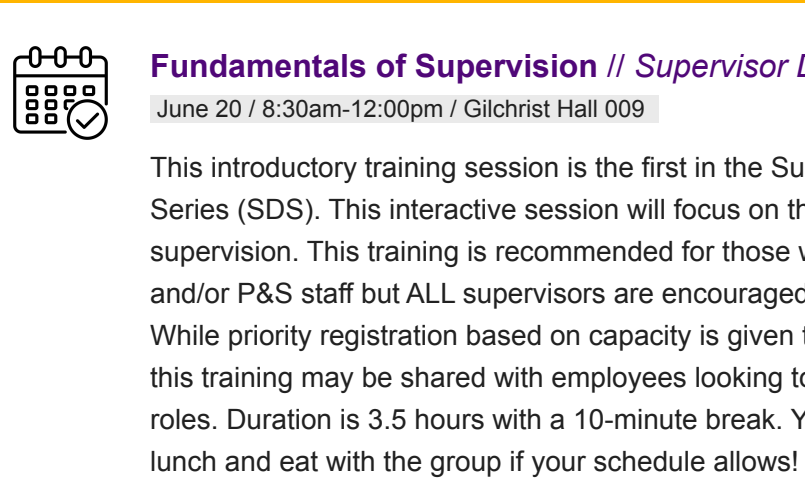 Fundamentals of Supervision // Supervisor
June 20 / 8:30am-12:00pm / Gilchrist Hall 009
This introductory training session is the first in the
Series (SDS). This interactive session will focus on
supervision. This training is recommended for those
and/or P&S staff but ALL supervisors are encouraged
While priority registration based on capacity is given
this training may be shared with employees looking to
roles. Duration is 3.5 hours with a 10-minute break.
lunch and eat with the group if your schedule allows!